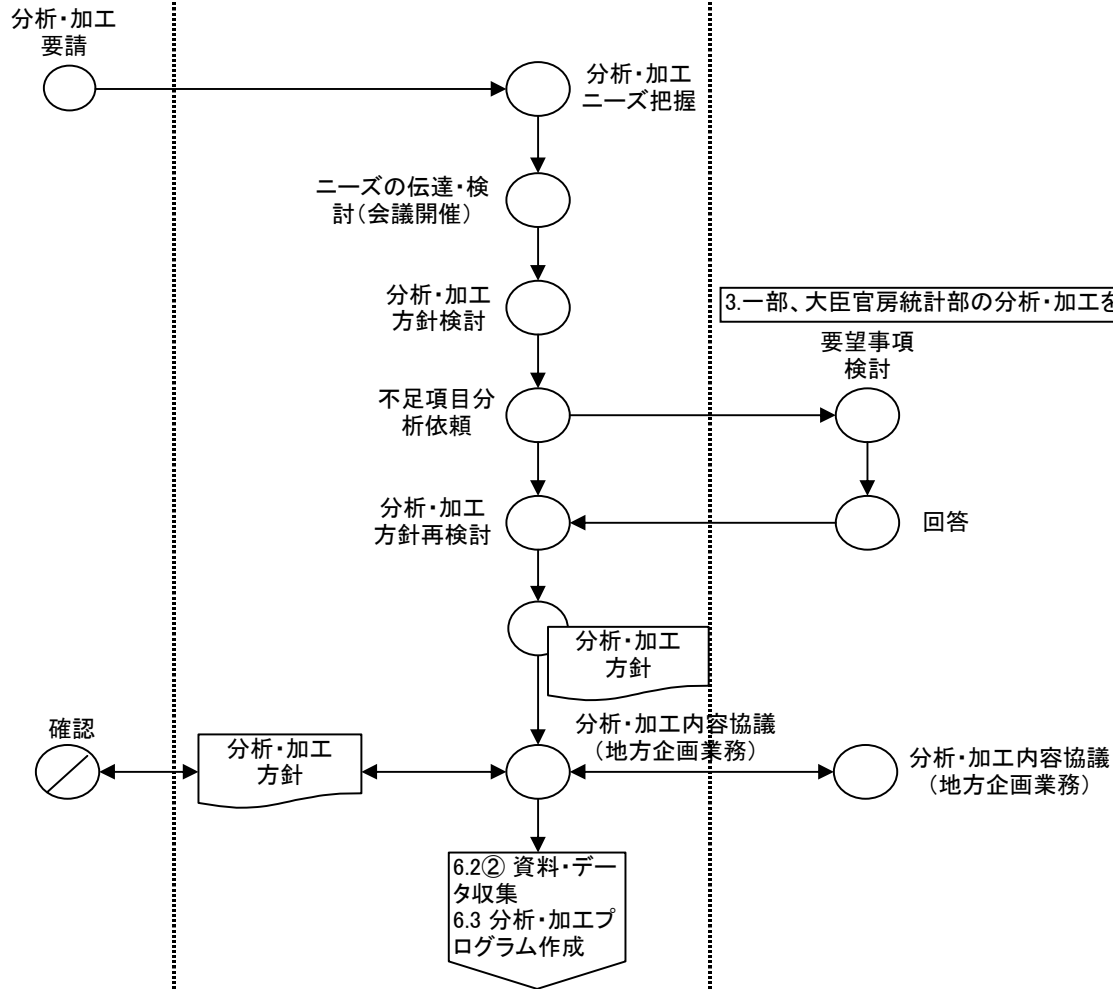 分析・加工
要請
分析・加工
ニーズ把握
ニーズの伝達・検
討（会議開催）
分析・加工
方針検討
3.一部、大臣官房統計部の分析・加工を
要望事項
検討
不足項目分
析依頼
分析・加工
方針再検討
回答
分析・加工
方針
確認
分析・加工
方針
分析・加工内容協議
（地方企画業務）
分析・加工内容協議
（地方企画業務）
6.2② 資料・デー
タ収集
6.3 分析・加工プ
ログラム作成